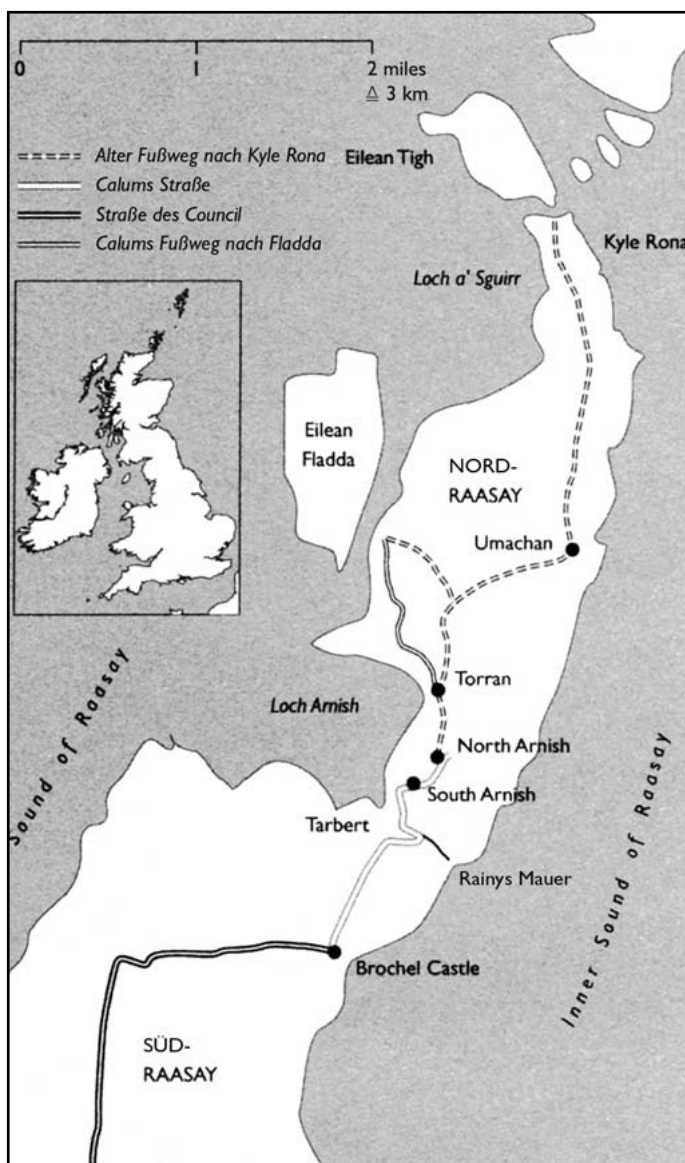 0 1 2 miles
≙ 3 km
Alter Fußweg nach Kyle Rona
Calums Straße
Straße des Council
Calums Fußweg nach Fladda
Eilean Tigh
Kyle Rona
Loch a' Sguirr
Eilean
Fladda
NORD-
RAASAY
Umachan
Torran
Loch Arnish
North Arnish
South Arnish
Tarbert
Rainys Mauer
Brochel Castle
SÜD-
RAASAY
Sound of Raasay
Inner Sound of Raasay